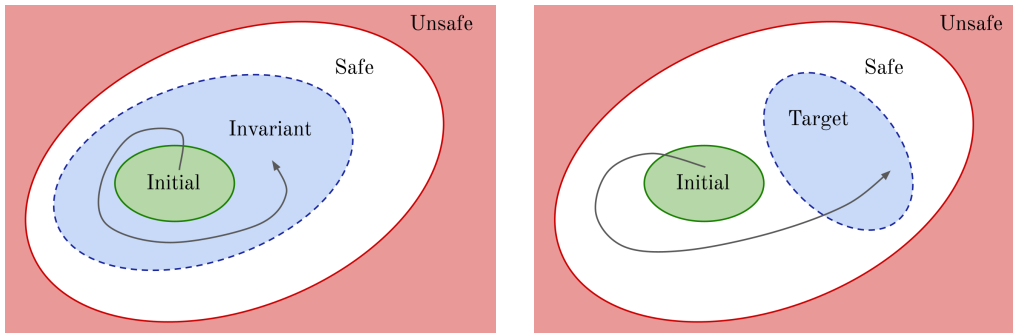 Unsafe
Safe
Invariant
Initial
Unsafe
Safe
Target
Initial